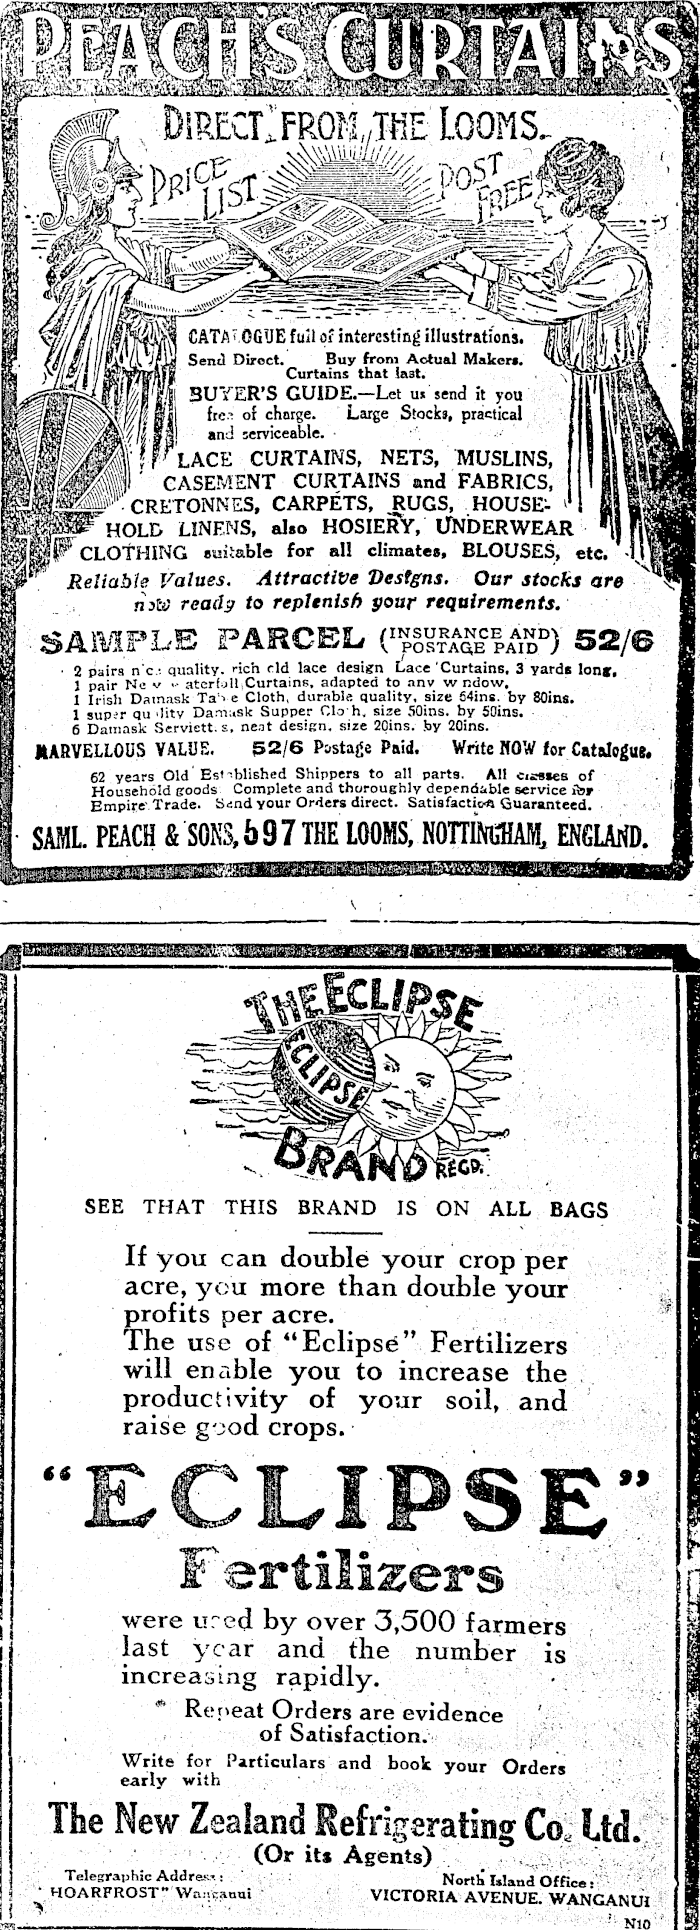 PEACH'S CURTAINS
DIRECT FROM THE LOOMS.
PRICE LIST
POST FREE
CATALOGUE full of interesting illustrations.
Send Direct. Buy from Actual Makers.
Curtains that last.
BUYER'S GUIDE.—Let us send it you
free of charge. Large Stocks, practical
and serviceable.
LACE CURTAINS, NETS, MUSLINS,
CASEMENT CURTAINS and FABRICS,
CRETONNES, CARPETS, RUGS, HOUSE-
HOLD LINENS, also HOSIERY, UNDERWEAR
CLOTHING suitable for all climates, BLOUSES, etc.
Reliable Values. Attractive Designs. Our stocks are
now ready to replenish your requirements.
SAMPLE PARCEL (INSURANCE AND POSTAGE PAID) 52/6
2 pairs nice quality, rich old lace design Lace Curtains, 3 yards long.
1 pair New Waterfall Curtains, adapted to any window.
1 Irish Damask Table Cloth, durable quality, size 64ins. by 80ins.
1 super quality Damask Supper Cloth, size 50ins. by 50ins.
6 Damask Serviettes, neat design, size 20ins. by 20ins.
MARVELLOUS VALUE. 52/6 Postage Paid. Write NOW for Catalogue.
62 years Old Established Shippers to all parts. All classes of
Household goods Complete and thoroughly dependable service for
Empire Trade. Send your Orders direct. Satisfaction Guaranteed.
SAML. PEACH & SONS, 597 THE LOOMS, NOTTINGHAM, ENGLAND.
THE ECLIPSE
ECLIPSE
BRAND REGD.
SEE THAT THIS BRAND IS ON ALL BAGS
If you can double your crop per
acre, you more than double your
profits per acre.
The use of "Eclipse" Fertilizers
will enable you to increase the
productivity of your soil, and
raise good crops.
"ECLIPSE"
Fertilizers
were used by over 3,500 farmers
last year and the number is
increasing rapidly.
Repeat Orders are evidence
of Satisfaction.
Write for Particulars and book your Orders
early with
The New Zealand Refrigerating Co. Ltd.
(Or its Agents)
Telegraphic Address:
HOARFROST" Wanganui
North Island Office:
VICTORIA AVENUE. WANGANUI
N10